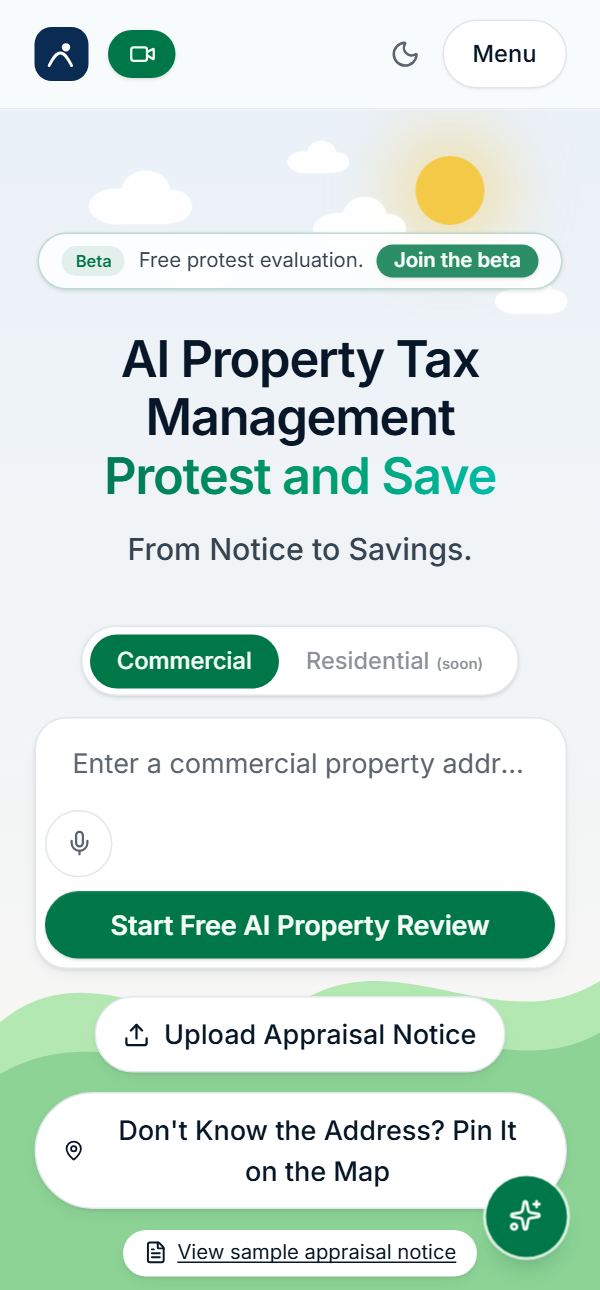 Menu
Beta Free protest evaluation. Join the beta
AI Property Tax
Management
Protest and Save
From Notice to Savings.
Commercial Residential (soon)
Enter a commercial property addr...
Start Free AI Property Review
Upload Appraisal Notice
Don't Know the Address? Pin It
on the Map
View sample appraisal notice